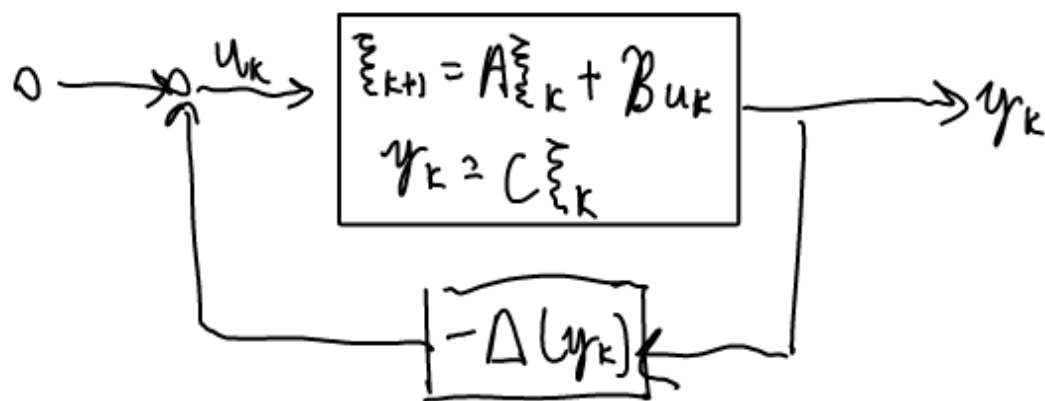 0
u_k
ξ_{k+1} = Aξ_k + Bu_k
y_k = Cξ_k
y_k
-Δ(y_k)